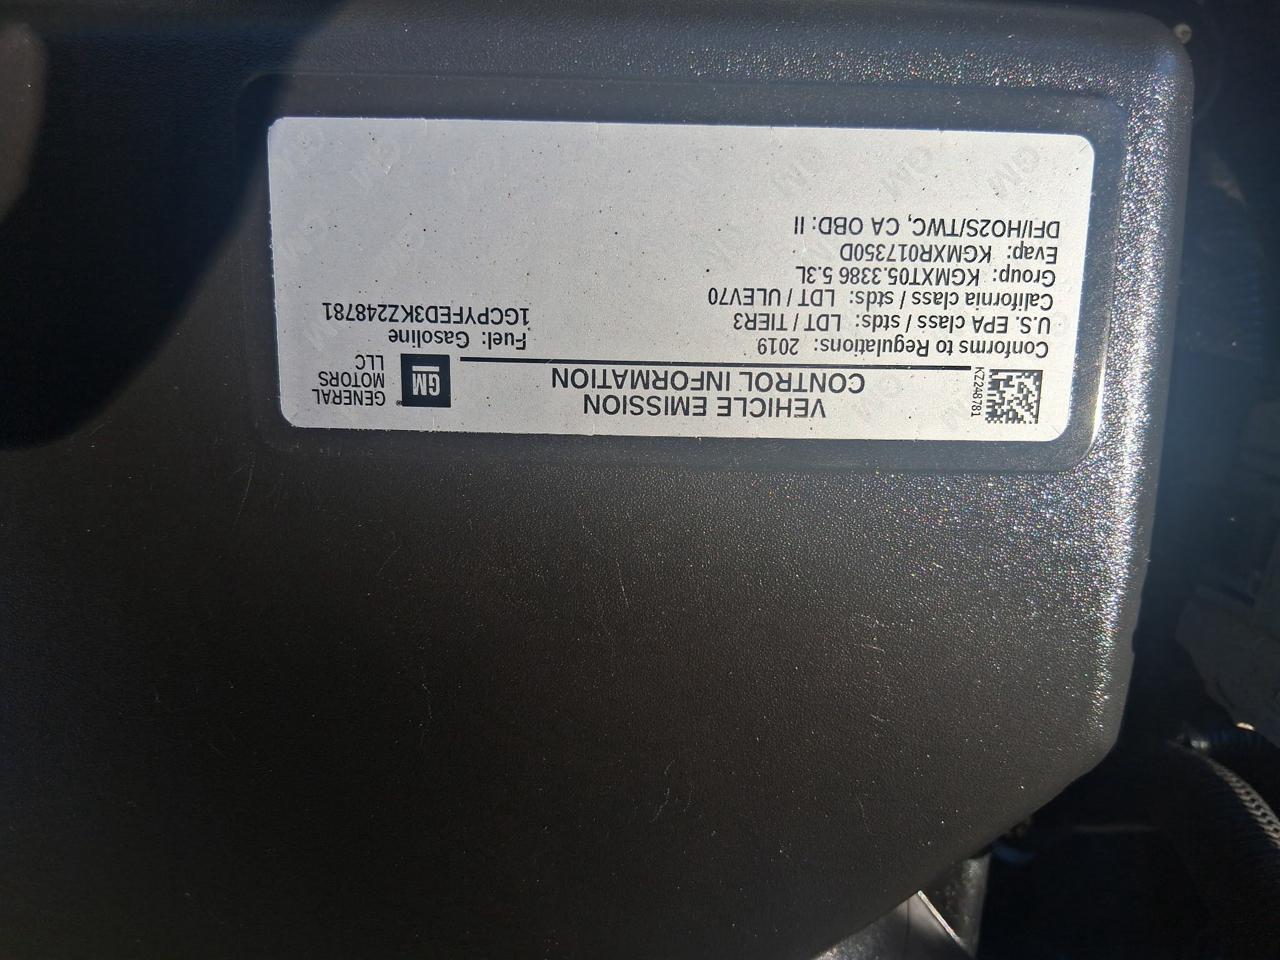 KZ248781
VEHICLE EMISSION
CONTROL INFORMATION
GM
GENERAL
MOTORS
LLC
Conforms to Regulations: 2019
U.S. EPA class / stds: LDT / TIER3
California class / stds: LDT / ULEV70
Group: KGMXT05.3386 5.3L
Evap: KGMXR017350D
DFI/HO2S/TWC, CA OBD: II
Fuel: Gasoline
1GCPYFED3KZ248781